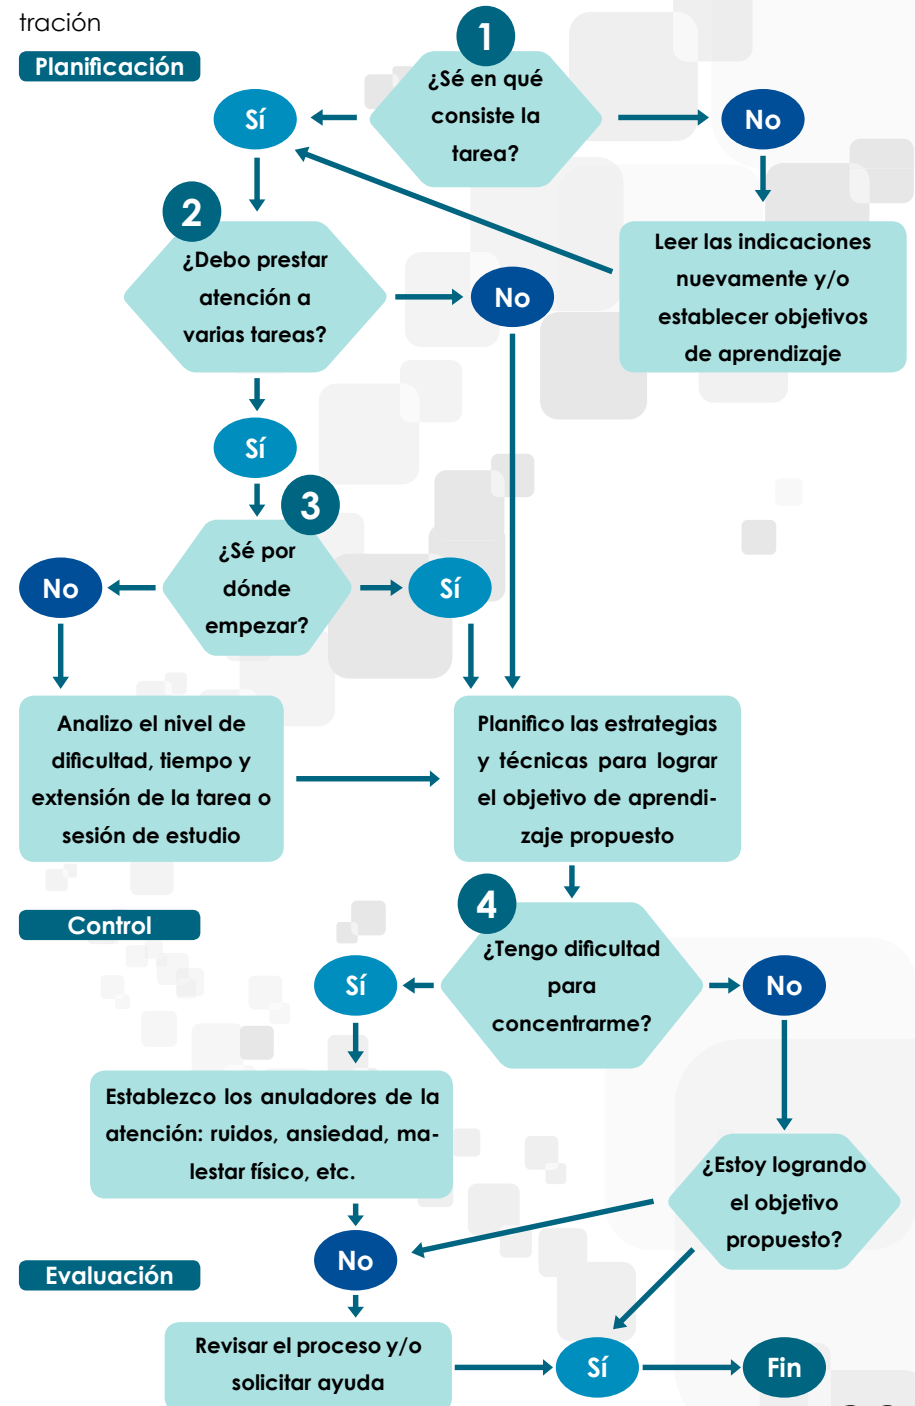 tración
Planificación
1
¿Sé en qué
consiste la
tarea?
Sí
No
2
¿Debo prestar
atención a
varias tareas?
No
Leer las indicaciones
nuevamente y/o
establecer objetivos
de aprendizaje
Sí
3
¿Sé por
dónde
empezar?
No
Sí
Analizo el nivel de
dificultad, tiempo y
extensión de la tarea o
sesión de estudio
Planifico las estrategias
y técnicas para lograr
el objetivo de aprendi-
zaje propuesto
Control
4
¿Tengo dificultad
para
concentrarme?
Sí
No
Establezco los anuladores de la
atención: ruidos, ansiedad, ma-
lestar físico, etc.
¿Estoy logrando
el objetivo
propuesto?
No
Evaluación
Revisar el proceso y/o
solicitar ayuda
Sí
Fin